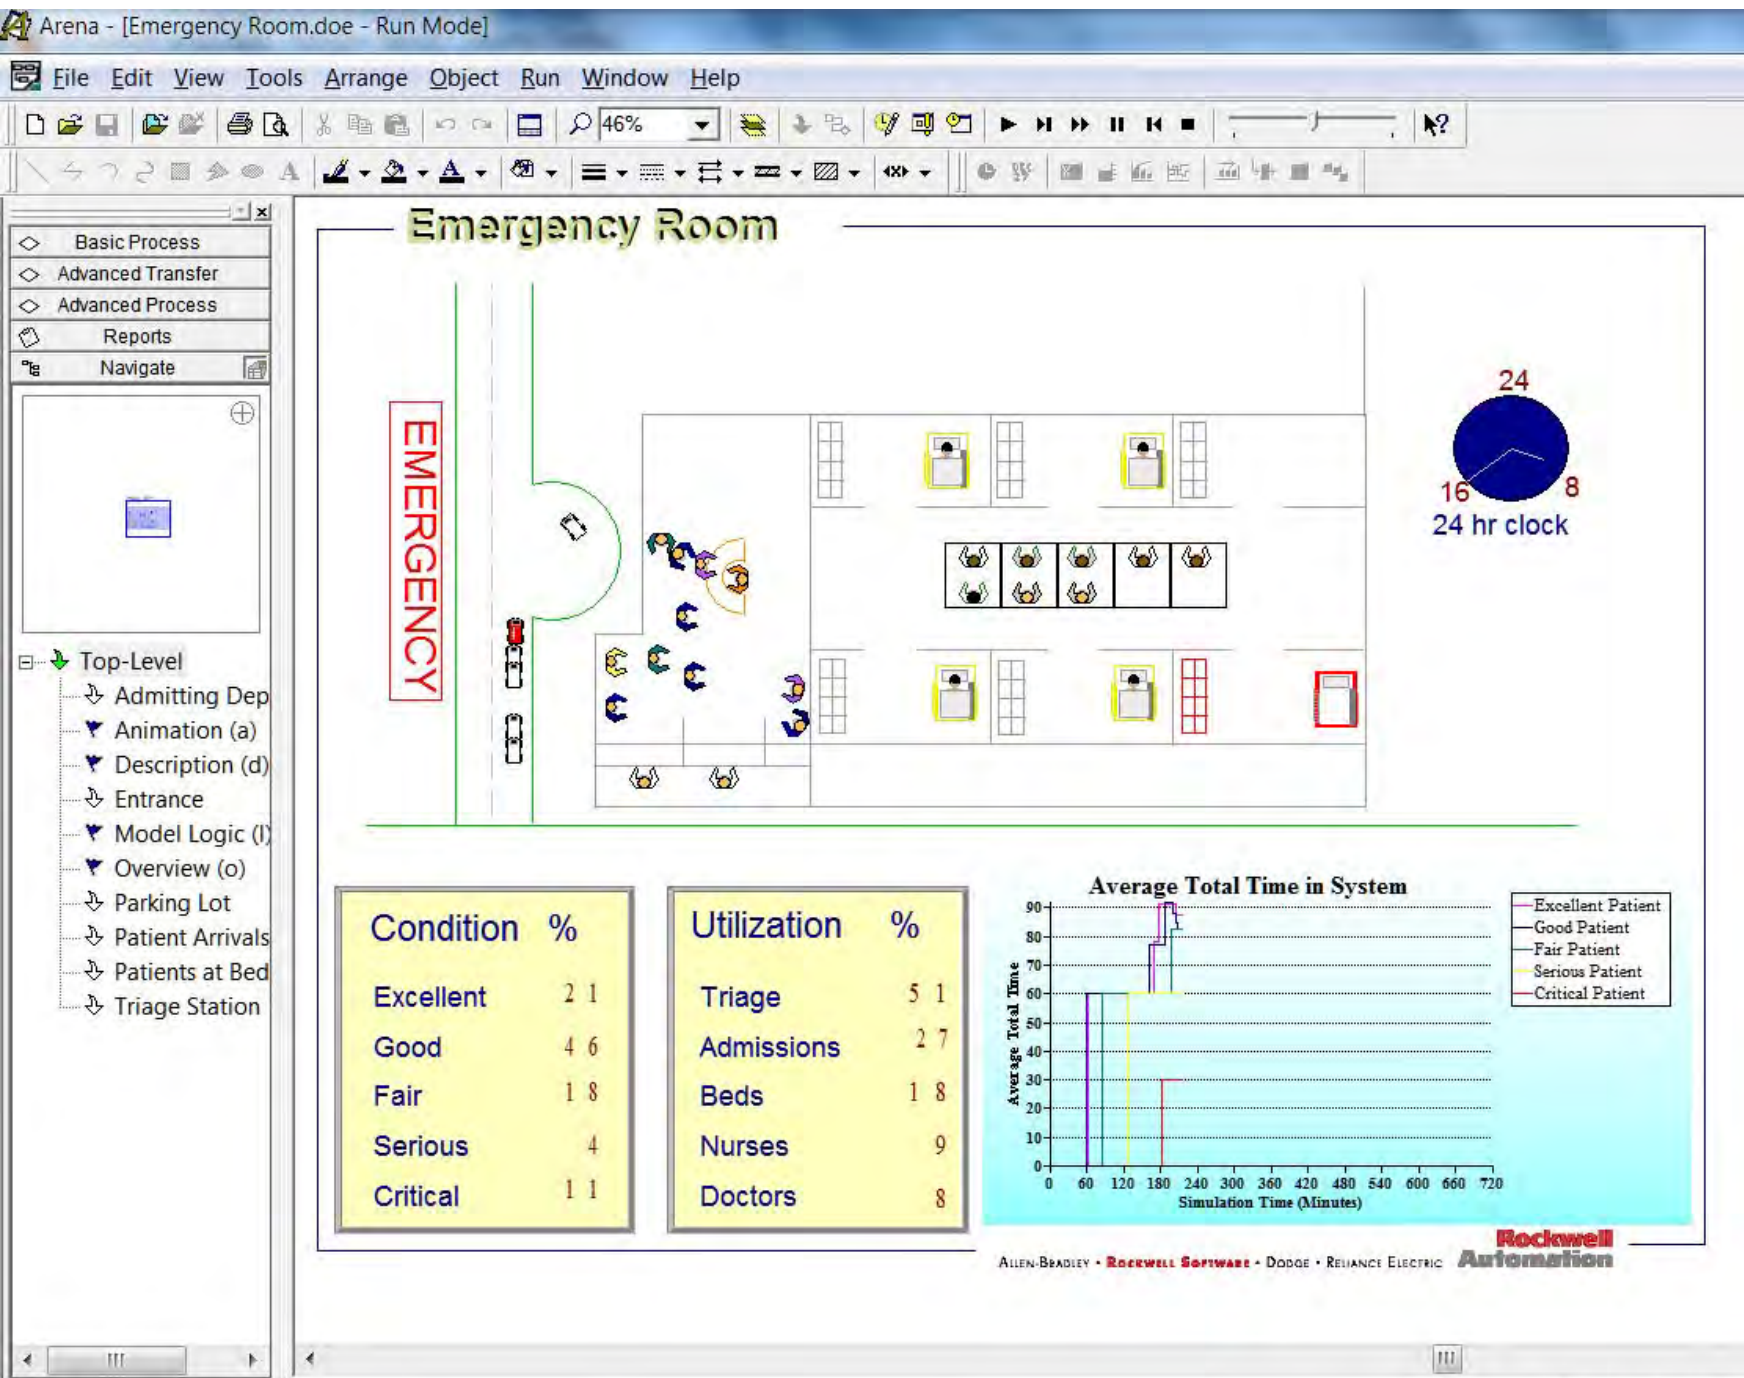 Arena - [Emergency Room.doe - Run Mode]
File Edit View Tools Arrange Object Run Window Help
46%
Basic Process
Advanced Transfer
Advanced Process
Reports
Navigate
Top-Level
Admitting Dep
Animation (a)
Description (d)
Entrance
Model Logic (l)
Overview (o)
Parking Lot
Patient Arrivals
Patients at Bed
Triage Station
Emergency Room
EMERGENCY
24
16 8
24 hr clock
Condition %
Excellent 21
Good 46
Fair 18
Serious 4
Critical 11
Utilization %
Triage 51
Admissions 27
Beds 18
Nurses 9
Doctors 8
Average Total Time in System
Average Total Time
90
80
70
60
50
40
30
20
10
0
0 60 120 180 240 300 360 420 480 540 600 660 720
Simulation Time (Minutes)
Excellent Patient
Good Patient
Fair Patient
Serious Patient
Critical Patient
ALLEN-BRADLEY • ROCKWELL SOFTWARE • DODGE • RELIANCE ELECTRIC
Rockwell
Automation